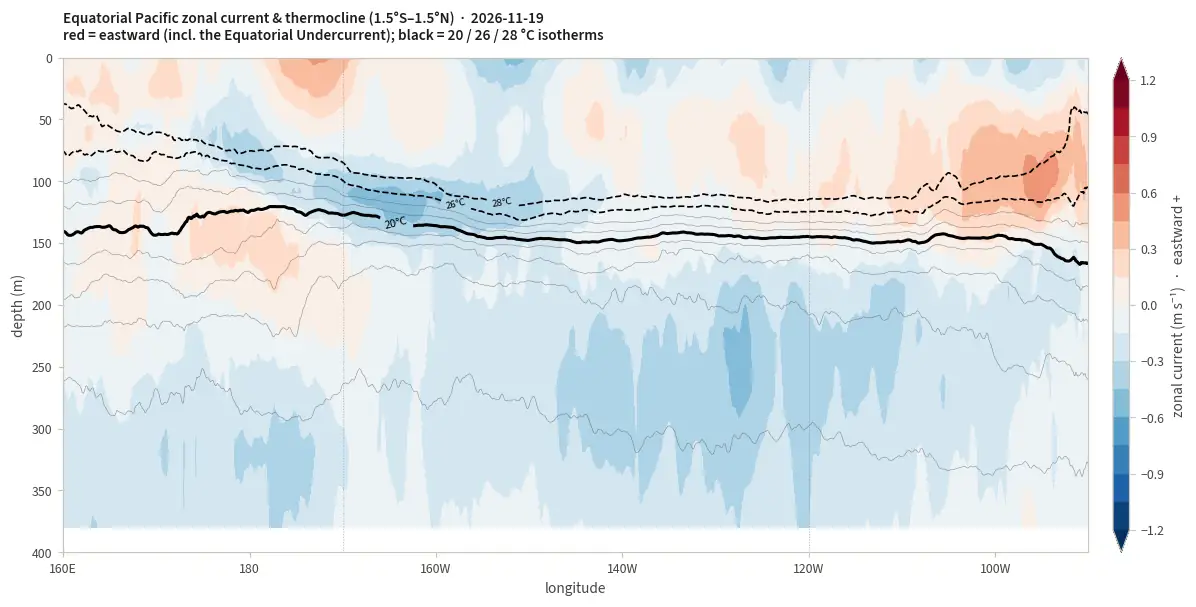 Equatorial Pacific zonal current & thermocline (1.5°S–1.5°N) · 2026-11-19
red = eastward (incl. the Equatorial Undercurrent); black = 20 / 26 / 28 °C isotherms
0
50
100
150
200
250
300
350
400
depth (m)
26°C
28°C
20°C
160E
180
160W
140W
120W
100W
longitude
1.2
0.9
0.6
0.3
0.0
−0.3
−0.6
−0.9
−1.2
zonal current (m s⁻¹) · eastward +